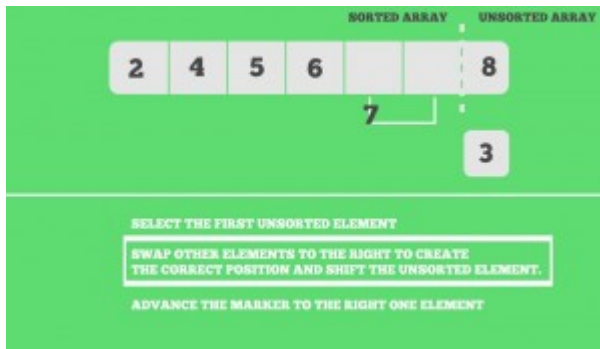 SORTED ARRAY UNSORTED ARRAY
2 4 5 6 8
7
3
SELECT THE FIRST UNSORTED ELEMENT
SWAP OTHER ELEMENTS TO THE RIGHT TO CREATE
THE CORRECT POSITION AND SHIFT THE UNSORTED ELEMENT.
ADVANCE THE MARKER TO THE RIGHT ONE ELEMENT